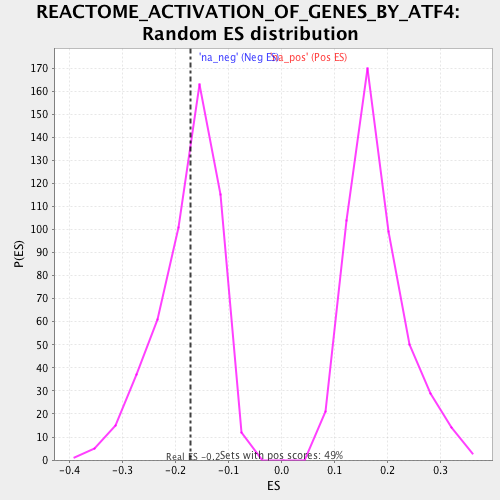 REACTOME_ACTIVATION_OF_GENES_BY_ATF4:
Random ES distribution
'na_neg' (Neg ES)
'na_pos' (Pos ES)
P(ES)
170
160
150
140
130
120
110
100
90
80
70
60
50
40
30
20
10
0
Real ES -0.2
Sets with pos scores: 49%
-0.4 -0.3 -0.2 -0.1 0.0 0.1 0.2 0.3
ES